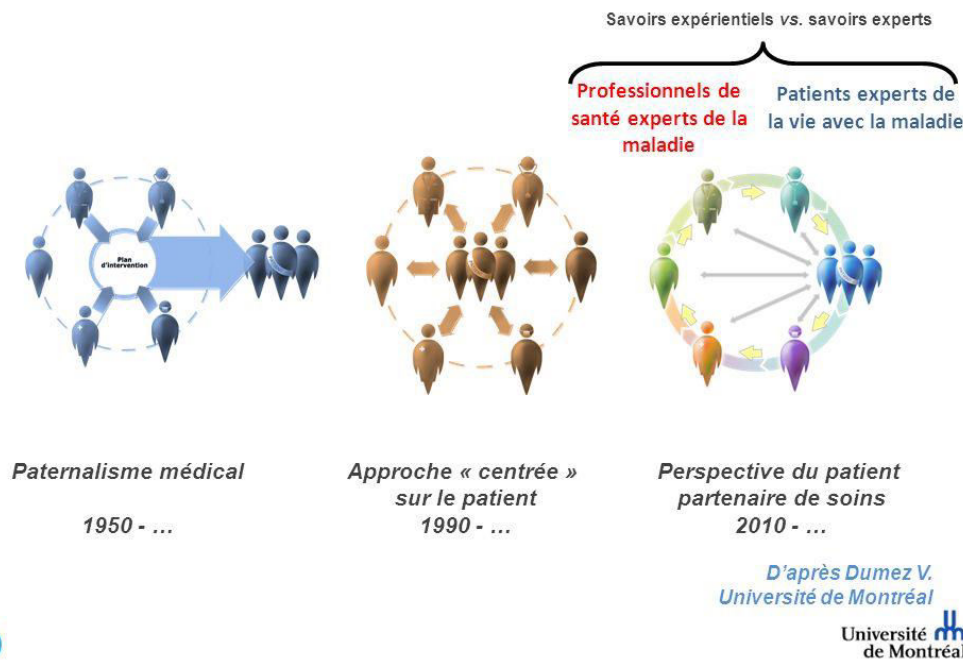 Savoirs expérientiels vs. savoirs experts
Professionnels de
santé experts de la
maladie
Patients experts de
la vie avec la maladie
Plan
d'intervention
Paternalisme médical
1950 - …
Approche « centrée »
sur le patient
1990 - …
Perspective du patient
partenaire de soins
2010 - …
D'après Dumez V.
Université de Montréal
Université
de Montréal